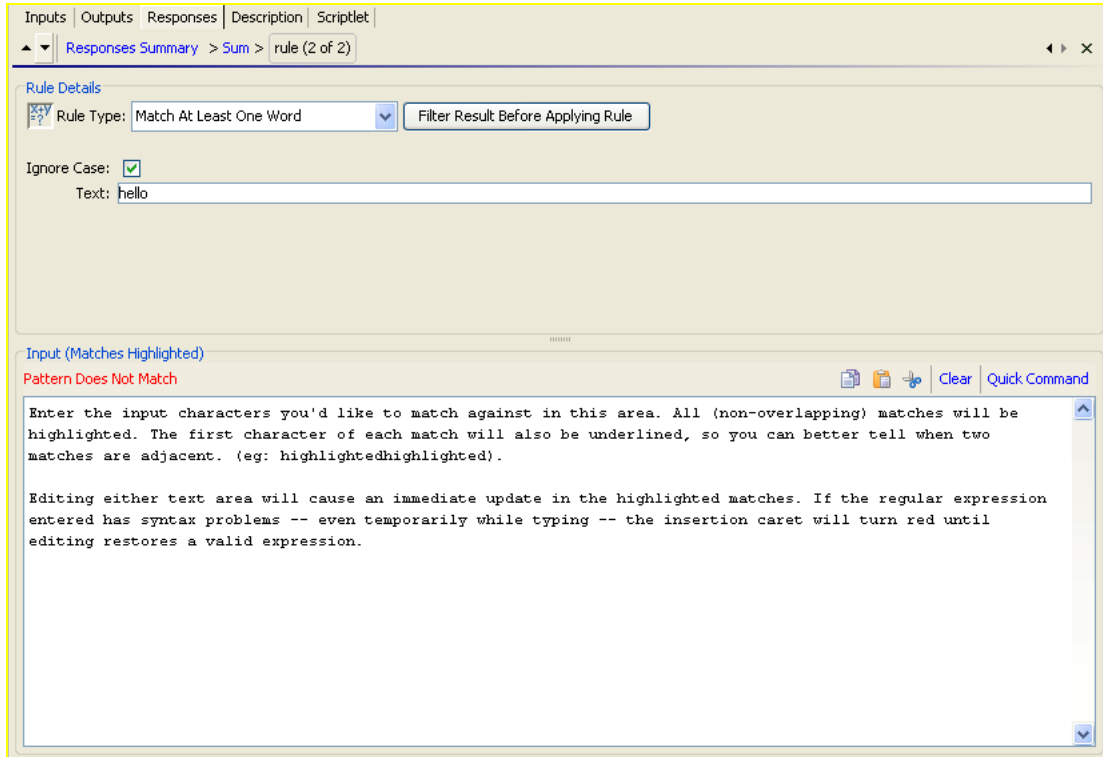 Inputs | Outputs | Responses | Description | Scriptlet |
Responses Summary > Sum > rule (2 of 2)
Rule Details
x+y
=?
Rule Type: Match At Least One Word Filter Result Before Applying Rule
Ignore Case:
Text: hello
Input (Matches Highlighted)
Pattern Does Not Match Clear | Quick Command
Enter the input characters you'd like to match against in this area. All (non-overlapping) matches will be
highlighted. The first character of each match will also be underlined, so you can better tell when two
matches are adjacent. (eg: highlightedhighlighted).
Editing either text area will cause an immediate update in the highlighted matches. If the regular expression
entered has syntax problems -- even temporarily while typing -- the insertion caret will turn red until
editing restores a valid expression.